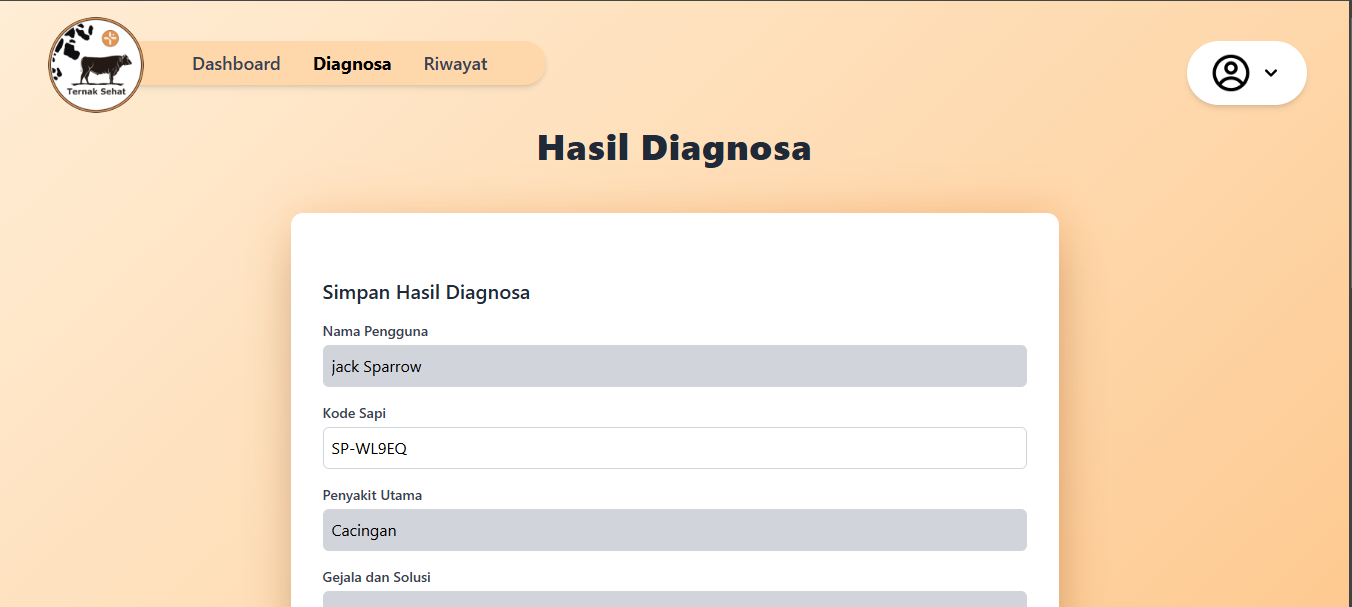 Ternak Sehat
Dashboard Diagnosa Riwayat
Hasil Diagnosa
Simpan Hasil Diagnosa
Nama Pengguna
jack Sparrow
Kode Sapi
SP-WL9EQ
Penyakit Utama
Cacingan
Gejala dan Solusi